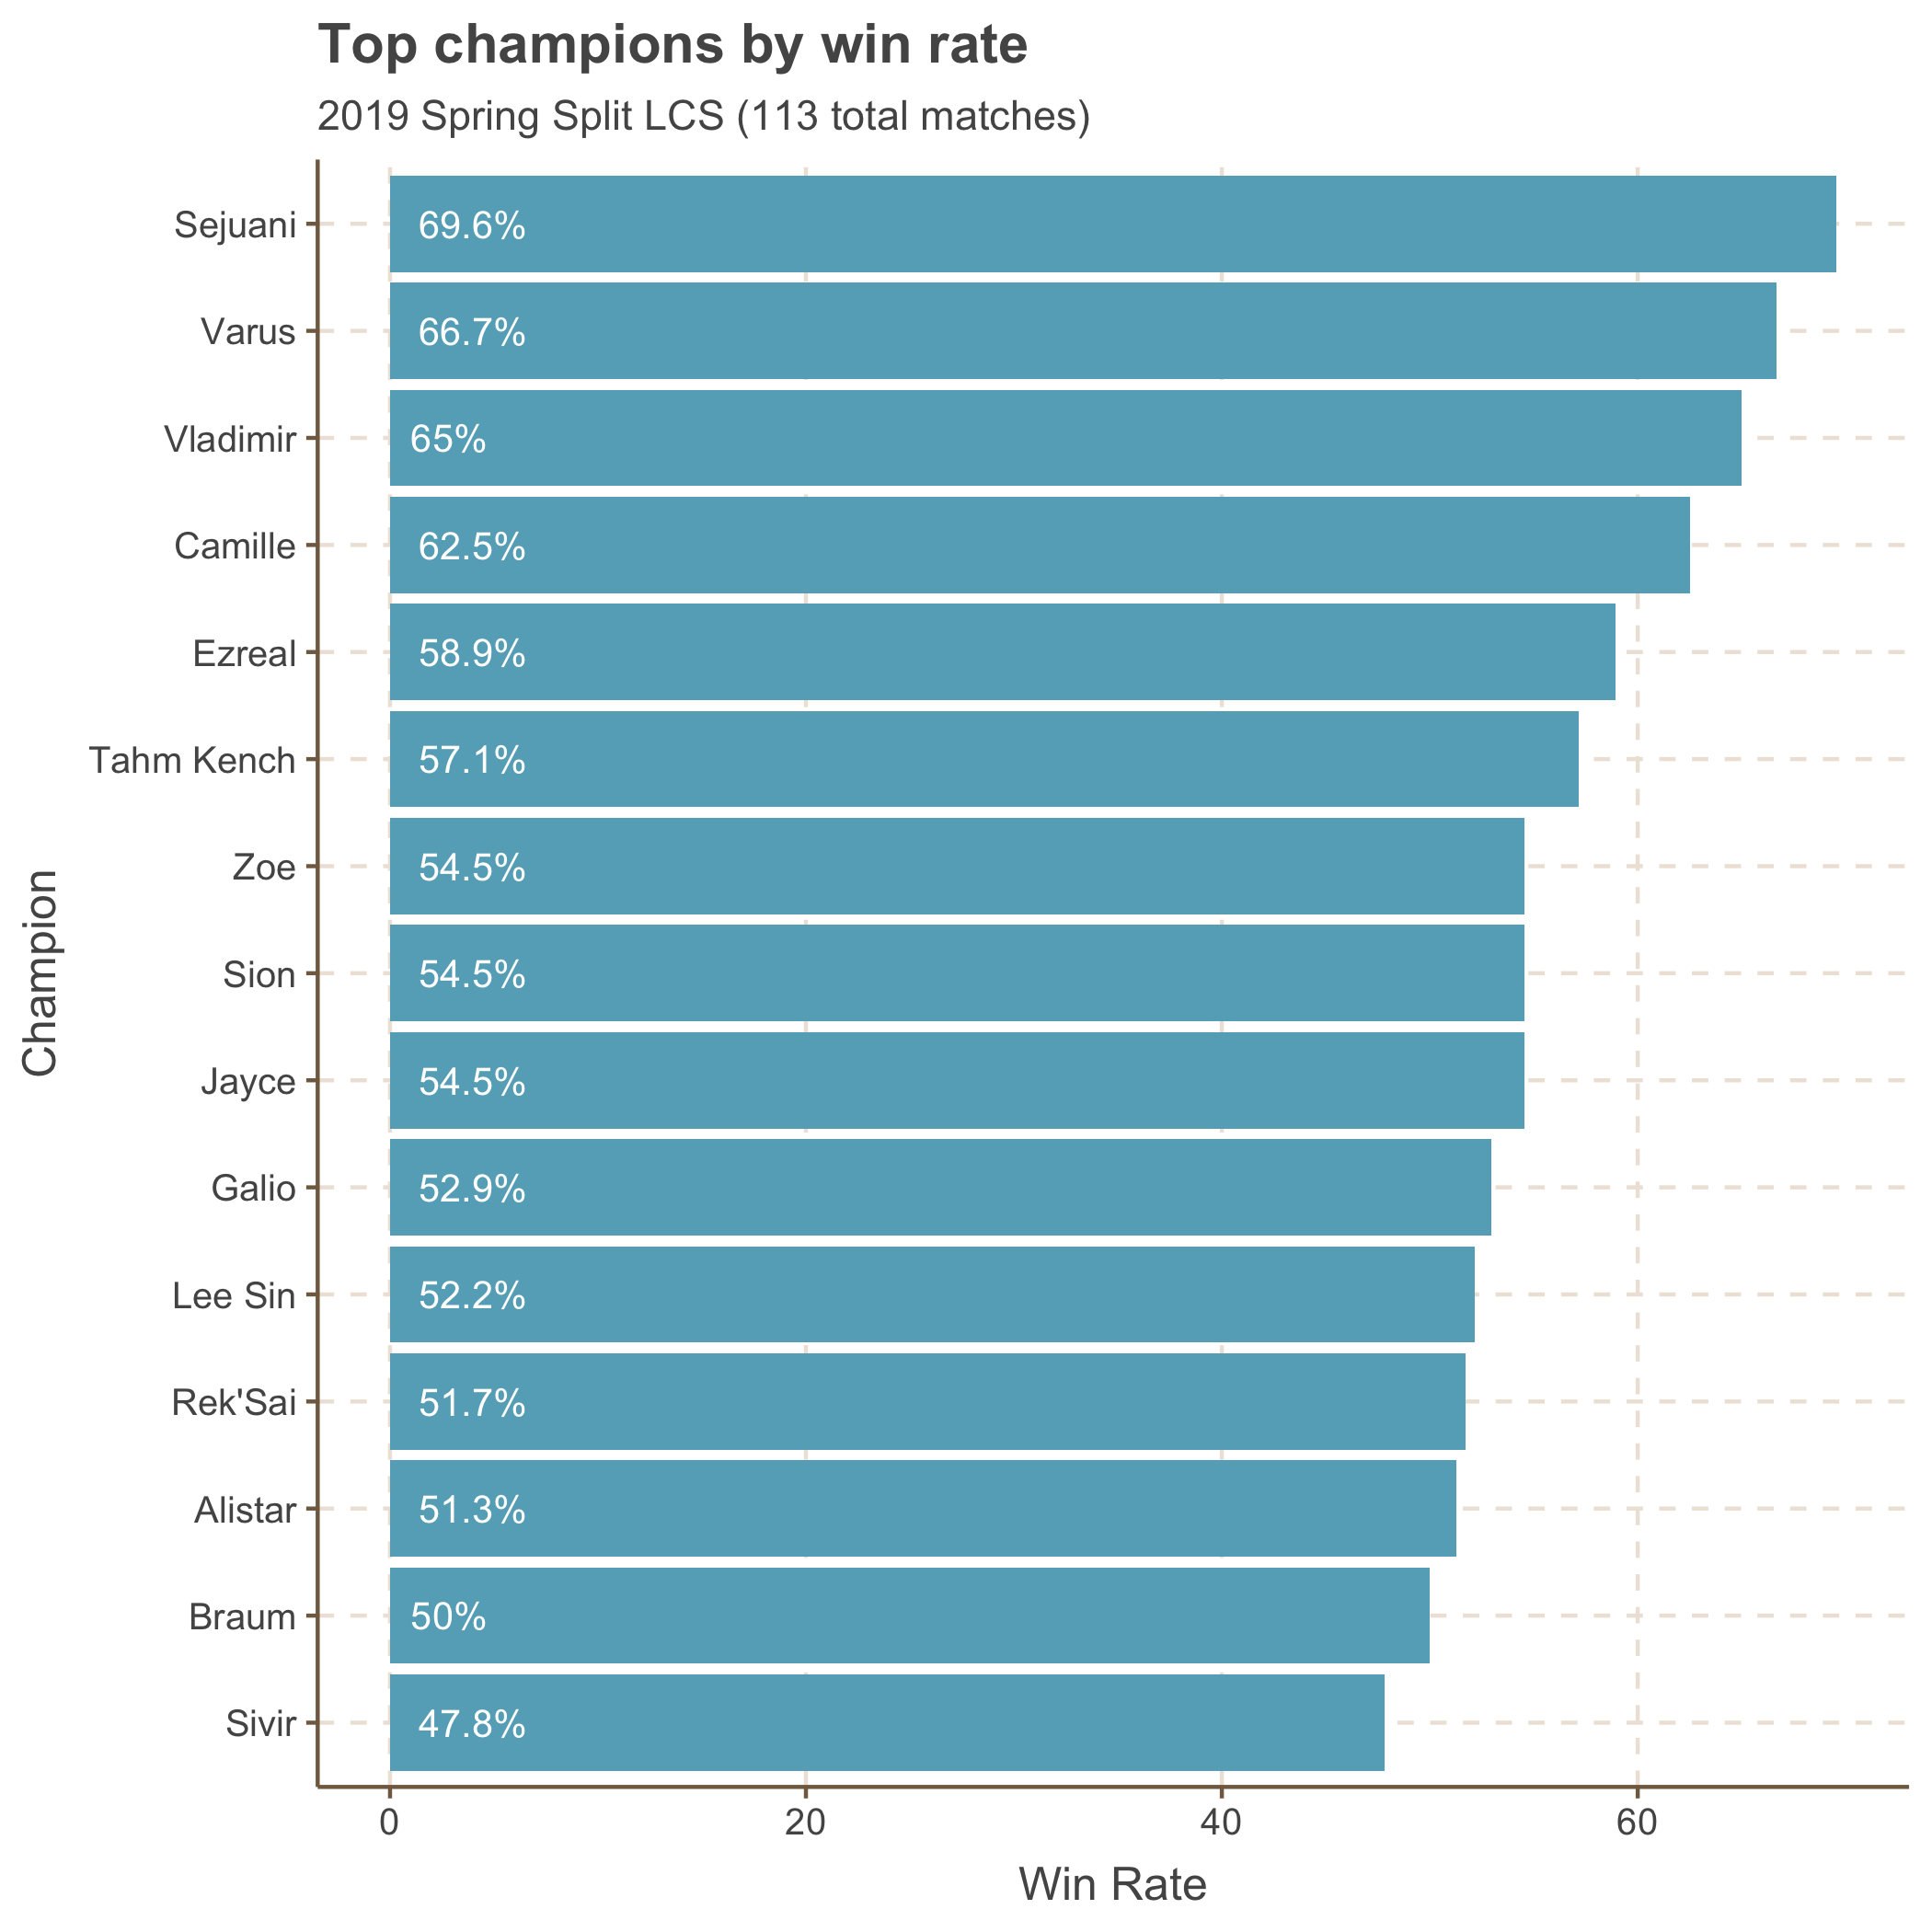 Top champions by win rate
2019 Spring Split LCS (113 total matches)
Champion
Sejuani 69.6%
Varus 66.7%
Vladimir 65%
Camille 62.5%
Ezreal 58.9%
Tahm Kench 57.1%
Zoe 54.5%
Sion 54.5%
Jayce 54.5%
Galio 52.9%
Lee Sin 52.2%
Rek'Sai 51.7%
Alistar 51.3%
Braum 50%
Sivir 47.8%
0 20 40 60
Win Rate